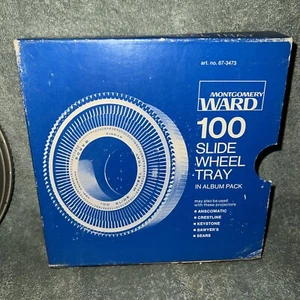 art. no. 67-3473
MONTGOMERY
WARD
100
SLIDE
WHEEL
TRAY
IN ALBUM PACK
may also be used
with these projectors
• ANSCOMATIC
• CRESTLINE
• KEYSTONE
• SAWYER'S
• SEARS